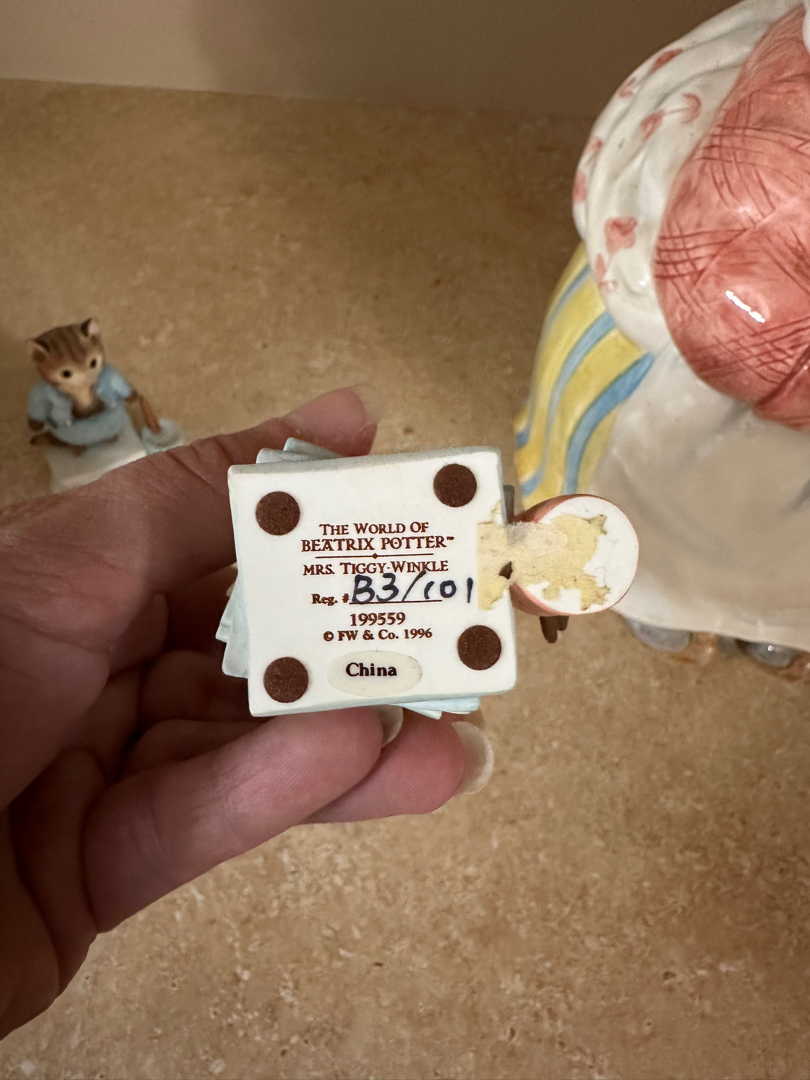 THE WORLD OF
BEATRIX POTTER™
MRS. TIGGY-WINKLE
Reg. # B3/101
199559
© FW & Co. 1996
China